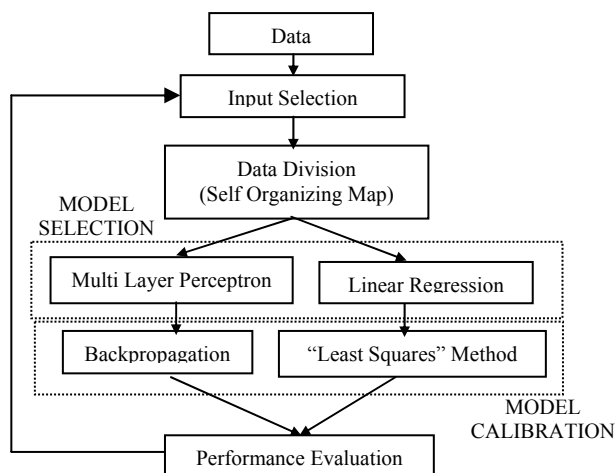 Data
Input Selection
Data Division
(Self Organizing Map)
MODEL
SELECTION
Multi Layer Perceptron
Linear Regression
Backpropagation
“Least Squares” Method
MODEL
CALIBRATION
Performance Evaluation